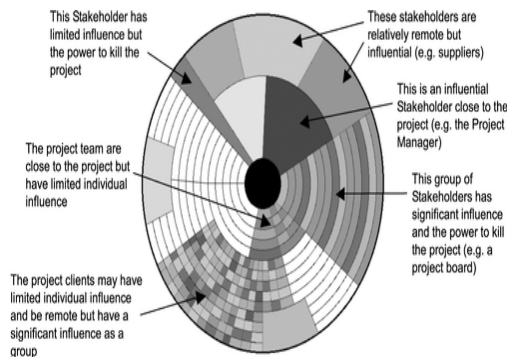 This Stakeholder has
limited influence but
the power to kill the
project
These stakeholders are
relatively remote but
influential (e.g. suppliers)
This is an influential
Stakeholder close to the
project (e.g. the Project
Manager)
The project team are
close to the project but
have limited individual
influence
This group of
Stakeholders has
significant influence
and the power to kill
the project (e.g. a
project board)
The project clients may have
limited individual influence
and be remote but have a
significant influence as a
group